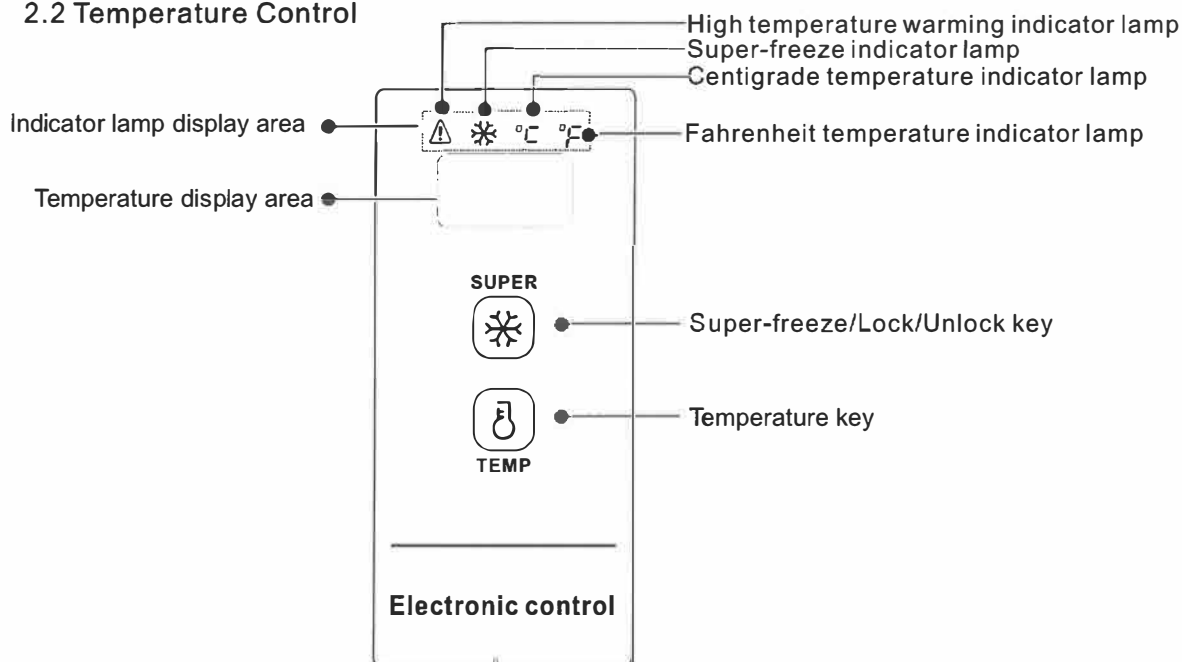 2.2 Temperature Control
High temperature warming indicator lamp
Super-freeze indicator lamp
Centigrade temperature indicator lamp
Indicator lamp display area
°C °F
Fahrenheit temperature indicator lamp
Temperature display area
SUPER
Super-freeze/Lock/Unlock key
Temperature key
TEMP
Electronic control